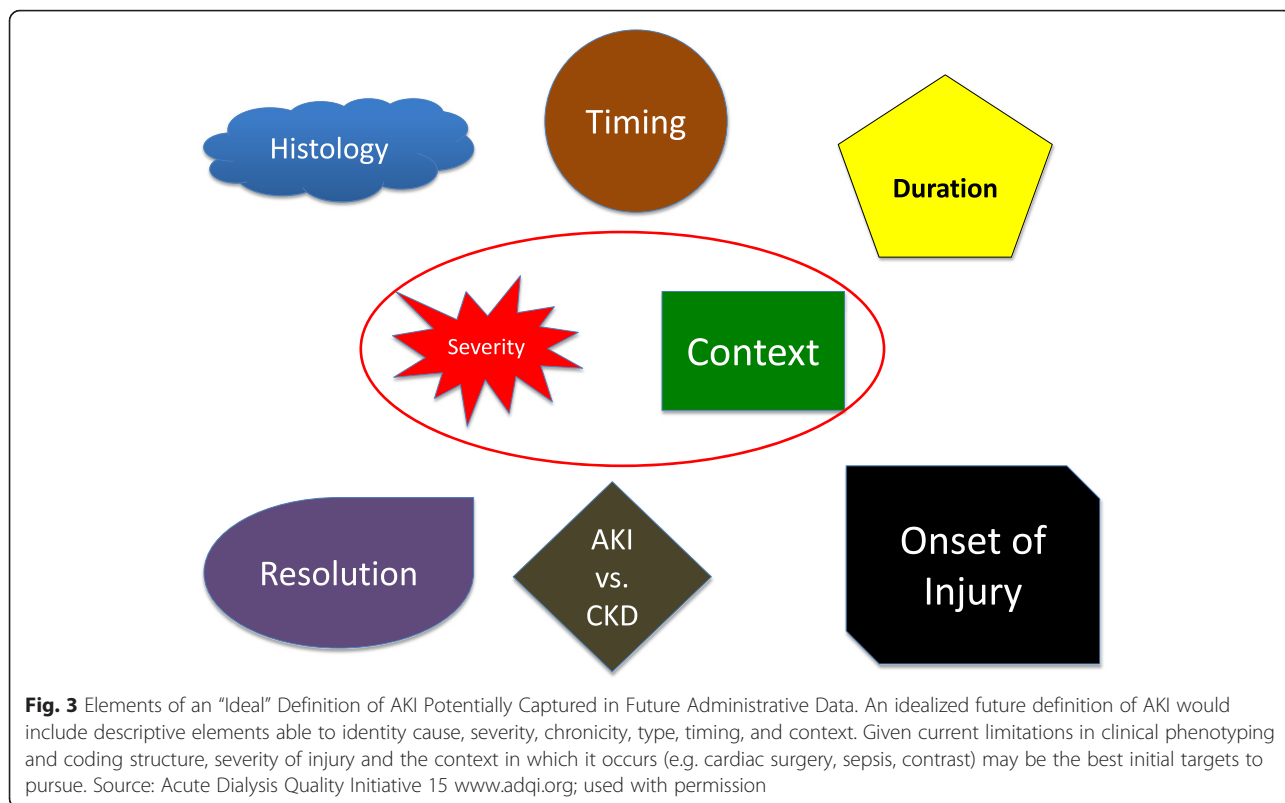 Histology
Timing
Duration
Severity
Context
Resolution
AKI
vs.
CKD
Onset of
Injury
Fig. 3 Elements of an “Ideal” Definition of AKI Potentially Captured in Future Administrative Data. An idealized future definition of AKI would
include descriptive elements able to identity cause, severity, chronicity, type, timing, and context. Given current limitations in clinical phenotyping
and coding structure, severity of injury and the context in which it occurs (e.g. cardiac surgery, sepsis, contrast) may be the best initial targets to
pursue. Source: Acute Dialysis Quality Initiative 15 www.adqi.org; used with permission